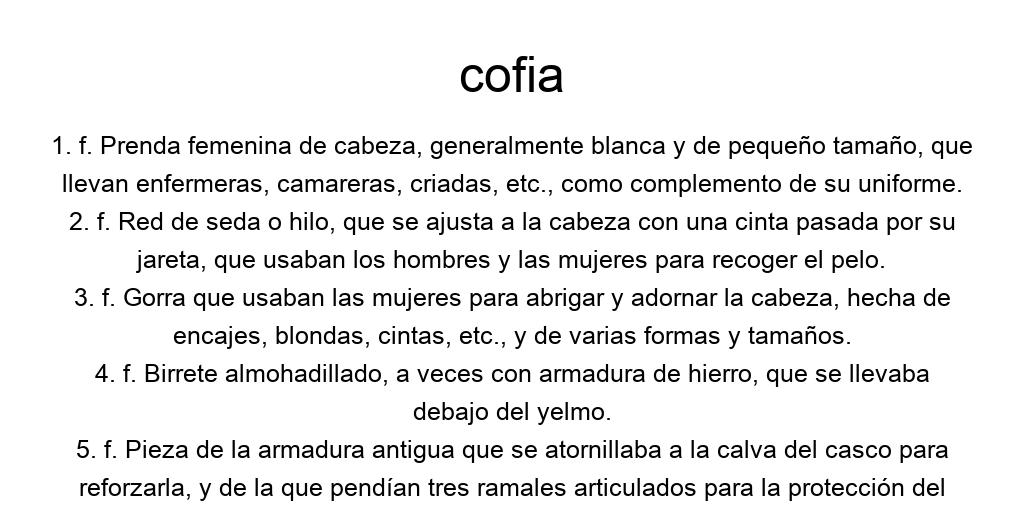 cofia
1. f. Prenda femenina de cabeza, generalmente blanca y de pequeño tamaño, que
llevan enfermeras, camareras, criadas, etc., como complemento de su uniforme.
2. f. Red de seda o hilo, que se ajusta a la cabeza con una cinta pasada por su
jareta, que usaban los hombres y las mujeres para recoger el pelo.
3. f. Gorra que usaban las mujeres para abrigar y adornar la cabeza, hecha de
encajes, blondas, cintas, etc., y de varias formas y tamaños.
4. f. Birrete almohadillado, a veces con armadura de hierro, que se llevaba
debajo del yelmo.
5. f. Pieza de la armadura antigua que se atornillaba a la calva del casco para
reforzarla, y de la que pendían tres ramales articulados para la protección del